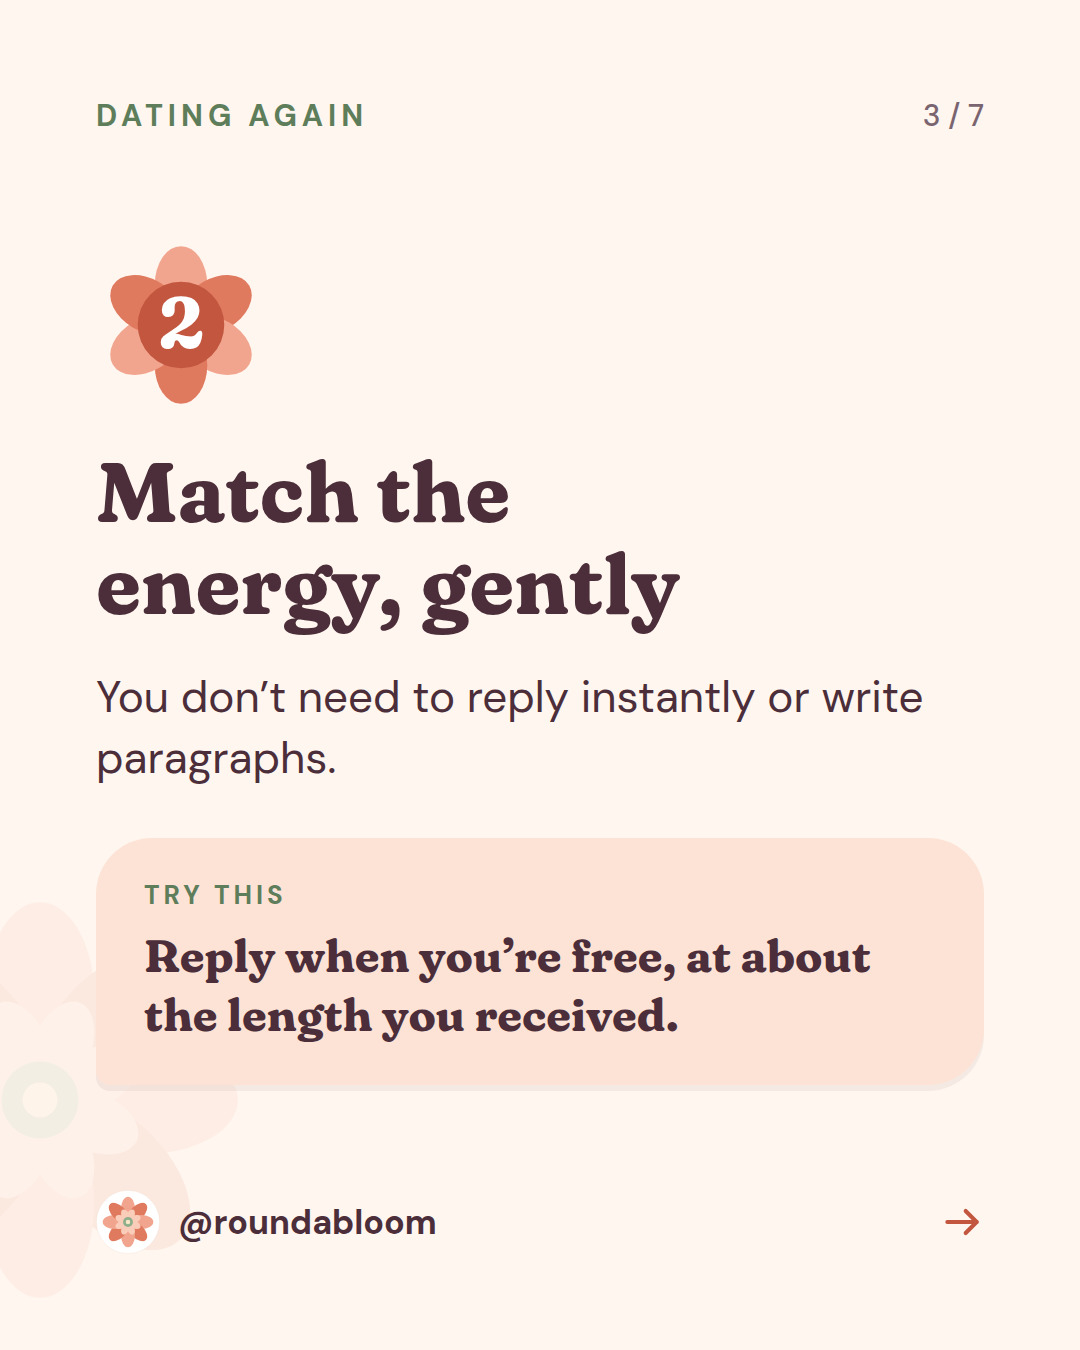 DATING AGAIN
3 / 7
2
Match the
energy, gently
You don’t need to reply instantly or write
paragraphs.
TRY THIS
Reply when you’re free, at about
the length you received.
@roundabloom